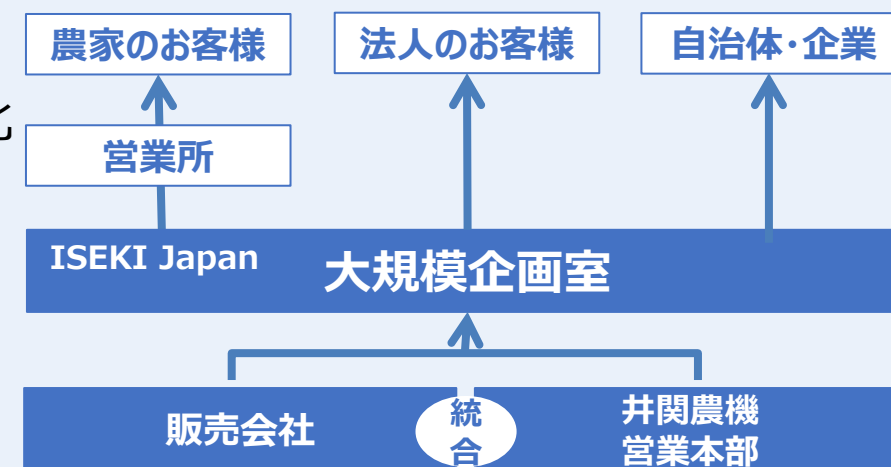 農家のお客様
法人のお客様
自治体・企業
化
営業所
ISEKI Japan
大規模企画室
販売会社
統合
井関農機
営業本部